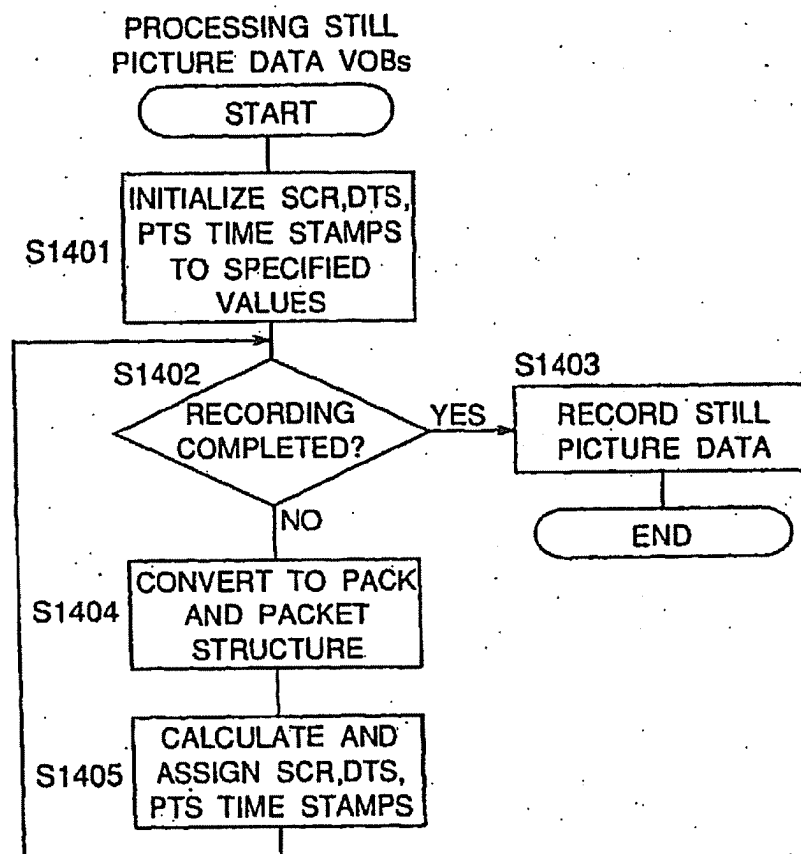 PROCESSING STILL
PICTURE DATA VOBs
START
S1401
INITIALIZE SCR,DTS,
PTS TIME STAMPS
TO SPECIFIED
VALUES
S1402
RECORDING
COMPLETED?
YES
NO
S1403
RECORD STILL
PICTURE DATA
END
S1404
CONVERT TO PACK
AND PACKET
STRUCTURE
S1405
CALCULATE AND
ASSIGN SCR,DTS,
PTS TIME STAMPS